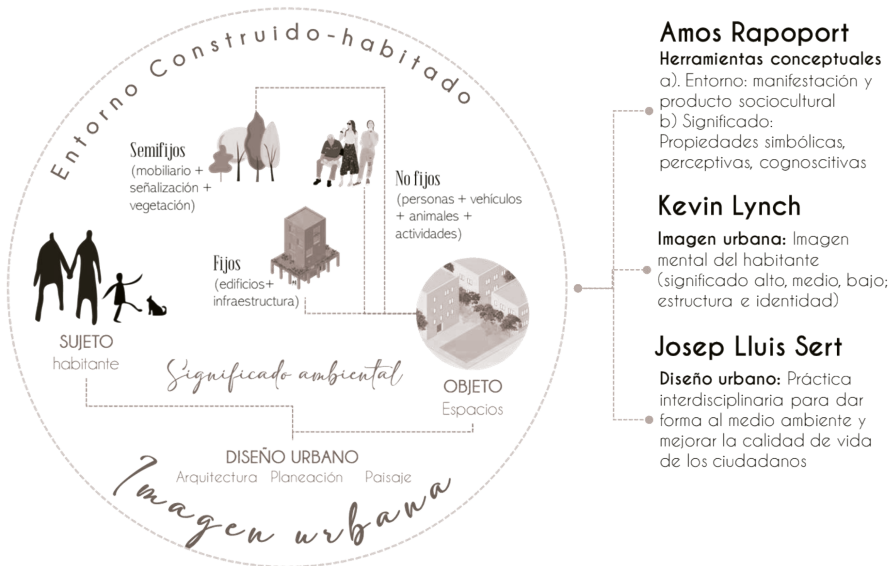 Entorno Construido-habitado
Semifijos
(mobiliario +
señalización +
vegetación)
No fijos
(personas + vehículos
+ animales +
actividades)
Fijos
(edificios+
infraestructura)
SUJETO
habitante
Significado ambiental
OBJETO
Espacios
DISEÑO URBANO
Arquitectura Planeación Paisaje
Imagen urbana
Amos Rapoport
Herramientas conceptuales
a). Entorno: manifestación y
producto sociocultural
b) Significado:
Propiedades simbólicas,
perceptivas, cognoscitivas
Kevin Lynch
Imagen urbana: Imagen
mental del habitante
(significado alto, medio, bajo;
estructura e identidad)
Josep Lluis Sert
Diseño urbano: Práctica
interdisciplinaria para dar
forma al medio ambiente y
mejorar la calidad de vida
de los ciudadanos